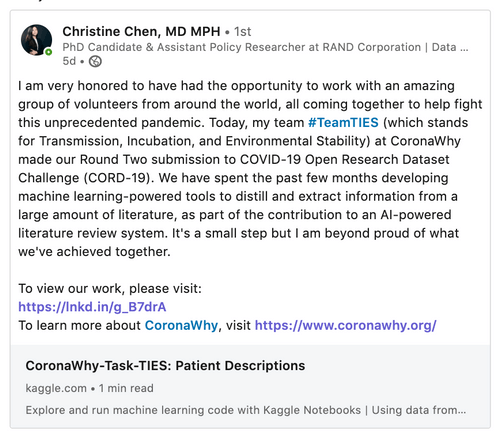 Christine Chen, MD MPH • 1st
PhD Candidate & Assistant Policy Researcher at RAND Corporation | Data ...
5d •
I am very honored to have had the opportunity to work with an amazing
group of volunteers from around the world, all coming together to help fight
this unprecedented pandemic. Today, my team #TeamTIES (which stands
for Transmission, Incubation, and Environmental Stability) at CoronaWhy
made our Round Two submission to COVID-19 Open Research Dataset
Challenge (CORD-19). We have spent the past few months developing
machine learning-powered tools to distill and extract information from a
large amount of literature, as part of the contribution to an AI-powered
literature review system. It's a small step but I am beyond proud of what
we've achieved together.
To view our work, please visit:
https://lnkd.in/g_B7drA
To learn more about CoronaWhy, visit https://www.coronawhy.org/
CoronaWhy-Task-TIES: Patient Descriptions
kaggle.com • 1 min read
Explore and run machine learning code with Kaggle Notebooks | Using data from...